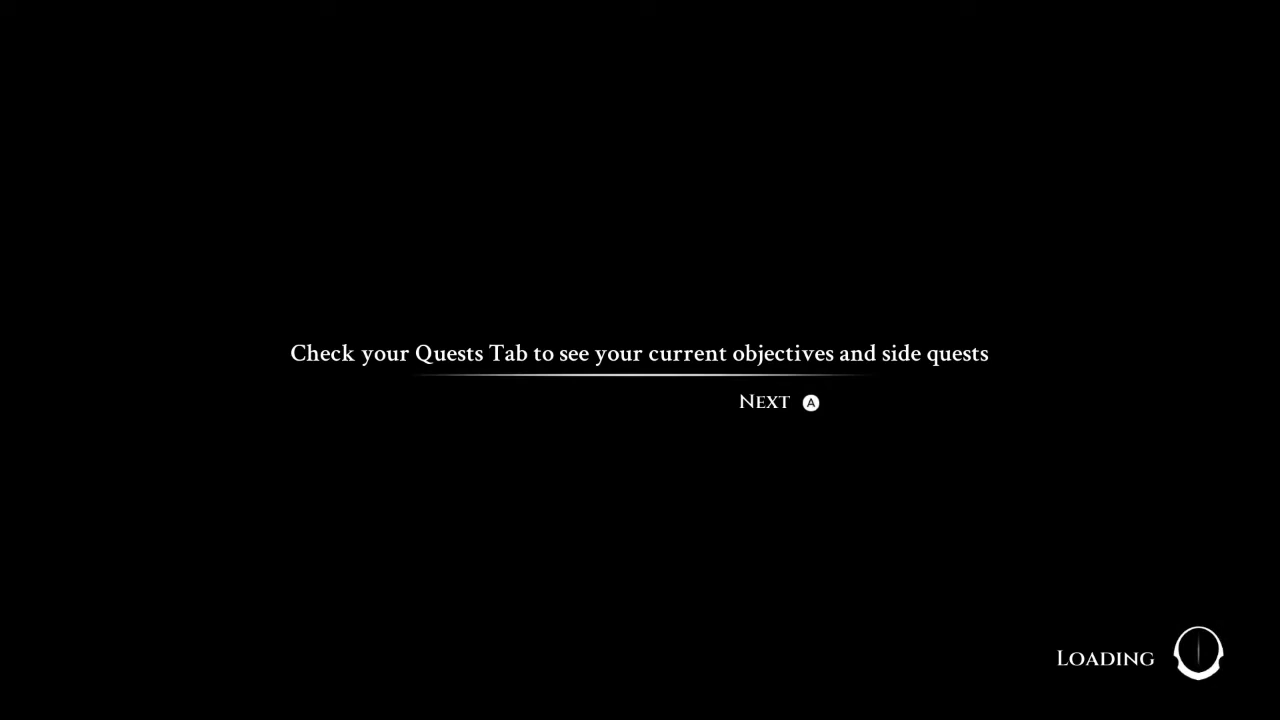 Check your Quests Tab to see your current objectives and side quests
Next A
Loading